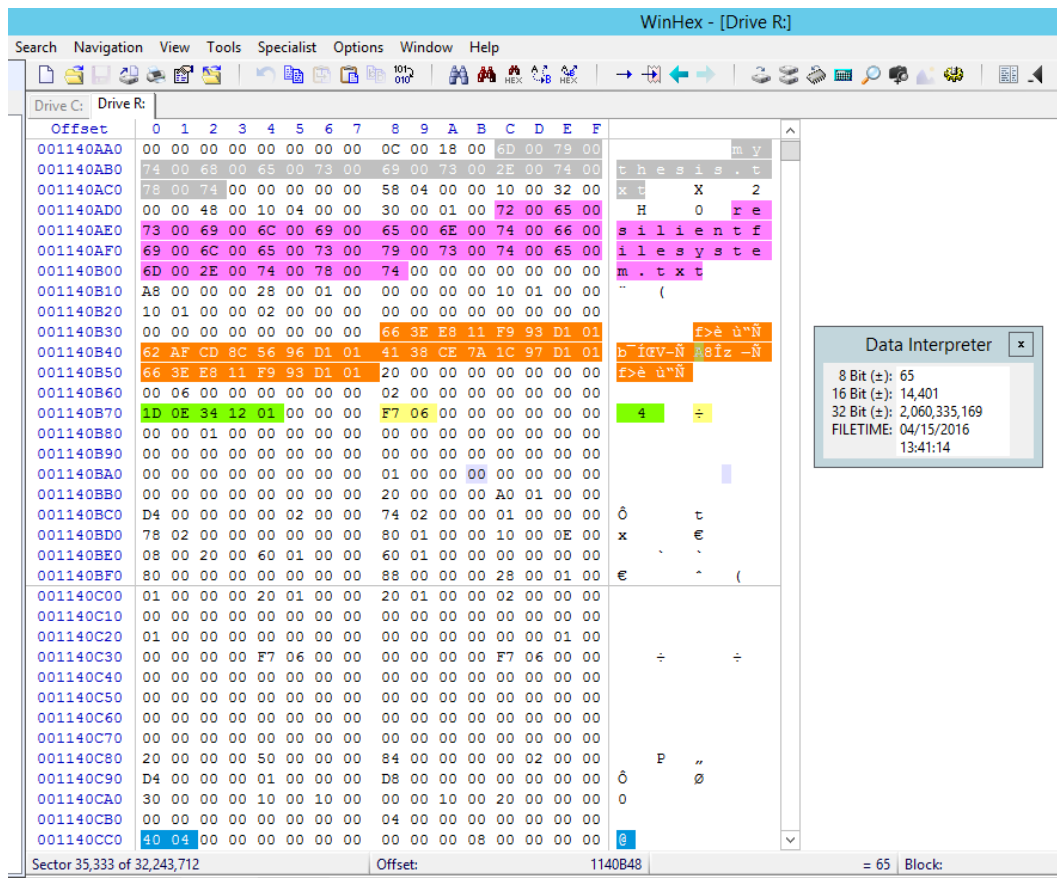 WinHex - [Drive R:]
Search Navigation View Tools Specialist Options Window Help
Drive C: Drive R:
Offset 0 1 2 3 4 5 6 7 8 9 A B C D E F
001140AA0 00 00 00 00 00 00 00 00 0C 00 18 00 6D 00 79 00 m y
001140AB0 74 00 68 00 65 00 73 00 69 00 73 00 2E 00 74 00 t h e s i s . t
001140AC0 78 00 74 00 00 00 00 00 58 04 00 00 10 00 32 00 x t X 2
001140AD0 00 00 48 00 10 04 00 00 30 00 01 00 72 00 65 00 H 0 r e
001140AE0 73 00 69 00 6C 00 69 00 65 00 6E 00 74 00 66 00 s i l i e n t f
001140AF0 69 00 6C 00 65 00 73 00 79 00 73 00 74 00 65 00 i l e s y s t e
001140B00 6D 00 2E 00 74 00 78 00 74 00 00 00 00 00 00 00 m . t x t
001140B10 A8 00 00 00 28 00 01 00 00 00 00 00 10 01 00 00 ¨ (
001140B20 10 01 00 00 02 00 00 00 00 00 00 00 00 00 00 00
001140B30 00 00 00 00 00 00 00 00 66 3E E8 11 F9 93 D1 01 f>è ù“Ñ
001140B40 62 AF CD 8C 56 96 D1 01 41 38 CE 7A 1C 97 D1 01 b¯ÍŒV–Ñ A8Îz —Ñ
001140B50 66 3E E8 11 F9 93 D1 01 20 00 00 00 00 00 00 00 f>è ù“Ñ
001140B60 00 06 00 00 00 00 00 00 02 00 00 00 00 00 00 00
001140B70 1D 0E 34 12 01 00 00 00 F7 06 00 00 00 00 00 00 4 ÷
001140B80 00 00 01 00 00 00 00 00 00 00 00 00 00 00 00 00
001140B90 00 00 00 00 00 00 00 00 00 00 00 00 00 00 00 00
001140BA0 00 00 00 00 00 00 00 00 01 00 00 00 00 00 00 00
001140BB0 00 00 00 00 00 00 00 00 20 00 00 00 A0 01 00 00
001140BC0 D4 00 00 00 00 02 00 00 74 02 00 00 01 00 00 00 Ô t
001140BD0 78 02 00 00 00 00 00 00 80 01 00 00 10 00 0E 00 x €
001140BE0 08 00 20 00 60 01 00 00 60 01 00 00 00 00 00 00 ` `
001140BF0 80 00 00 00 00 00 00 00 88 00 00 00 28 00 01 00 € ˆ (
001140C00 01 00 00 00 20 01 00 00 20 01 00 00 02 00 00 00
001140C10 00 00 00 00 00 00 00 00 00 00 00 00 00 00 00 00
001140C20 01 00 00 00 00 00 00 00 00 00 00 00 00 00 01 00
001140C30 00 00 00 00 F7 06 00 00 00 00 00 00 F7 06 00 00 ÷ ÷
001140C40 00 00 00 00 00 00 00 00 00 00 00 00 00 00 00 00
001140C50 00 00 00 00 00 00 00 00 00 00 00 00 00 00 00 00
001140C60 00 00 00 00 00 00 00 00 00 00 00 00 00 00 00 00
001140C70 00 00 00 00 00 00 00 00 00 00 00 00 00 00 00 00
001140C80 20 00 00 00 50 00 00 00 84 00 00 00 00 02 00 00 P „
001140C90 D4 00 00 00 01 00 00 00 D8 00 00 00 00 00 00 00 Ô Ø
001140CA0 30 00 00 00 10 00 10 00 00 00 10 00 20 00 00 00 0
001140CB0 00 00 00 00 00 00 00 00 04 00 00 00 00 00 00 00
001140CC0 40 04 00 00 00 00 00 00 00 00 00 08 00 00 00 00 @
Sector 35,333 of 32,243,712 Offset: 1140B48 = 65 Block:
Data Interpreter x
8 Bit (±): 65
16 Bit (±): 14,401
32 Bit (±): 2,060,335,169
FILETIME: 04/15/2016
13:41:14